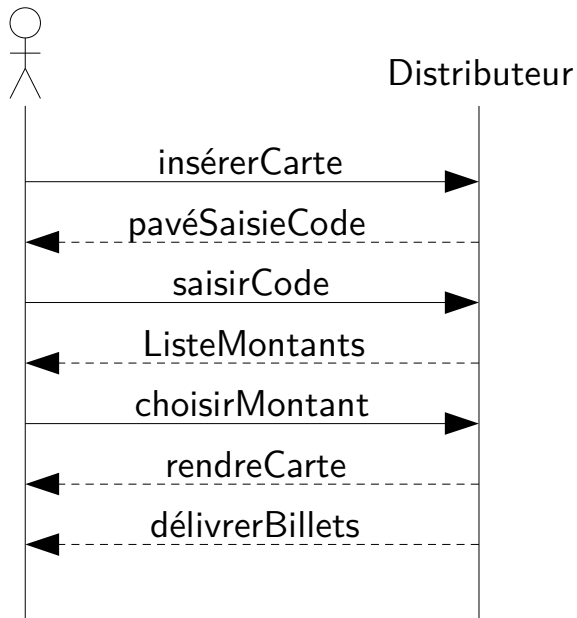 Distributeur
insérerCarte
pavéSaisieCode
saisirCode
ListeMontants
choisirMontant
rendreCarte
délivrerBillets